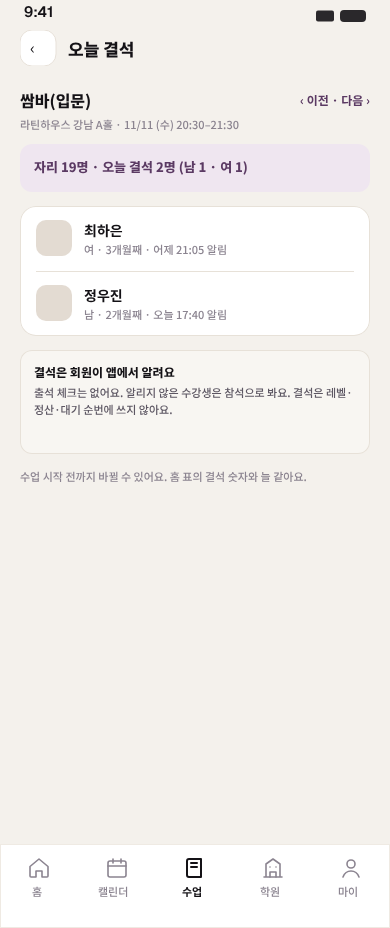 9:41
‹ 오늘 결석
쌈바(입문) ‹ 이전 · 다음 ›
라틴하우스 강남 A홀 · 11/11 (수) 20:30–21:30
자리 19명 · 오늘 결석 2명 (남 1 · 여 1)
최하은
여 · 3개월째 · 어제 21:05 알림
정우진
남 · 2개월째 · 오늘 17:40 알림
결석은 회원이 앱에서 알려요
출석 체크는 없어요. 알리지 않은 수강생은 참석으로 봐요. 결석은 레벨·
정산·대기 순번에 쓰지 않아요.
수업 시작 전까지 바뀔 수 있어요. 홈 표의 결석 숫자와 늘 같아요.
홈 캘린더 수업 학원 마이